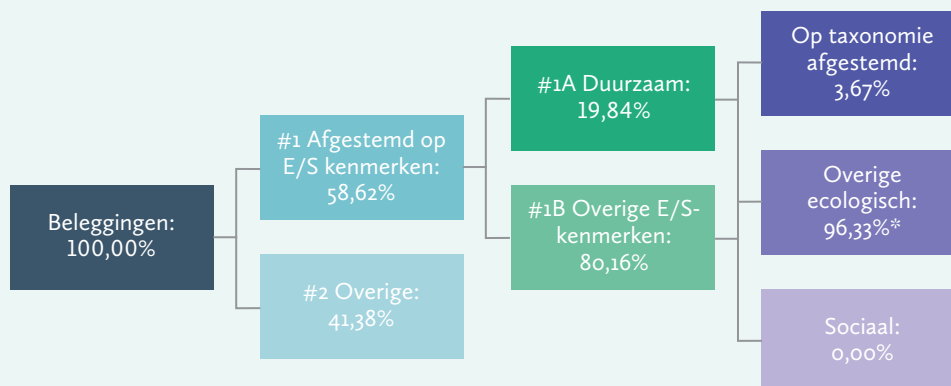 Beleggingen:
100,00%
#1 Afgestemd op
E/S kenmerken:
58,62%
#2 Overige:
41,38%
#1A Duurzaam:
19,84%
#1B Overige E/S-
kenmerken:
80,16%
Op taxonomie
afgestemd:
3,67%
Overige
ecologisch:
96,33%*
Sociaal:
0,00%